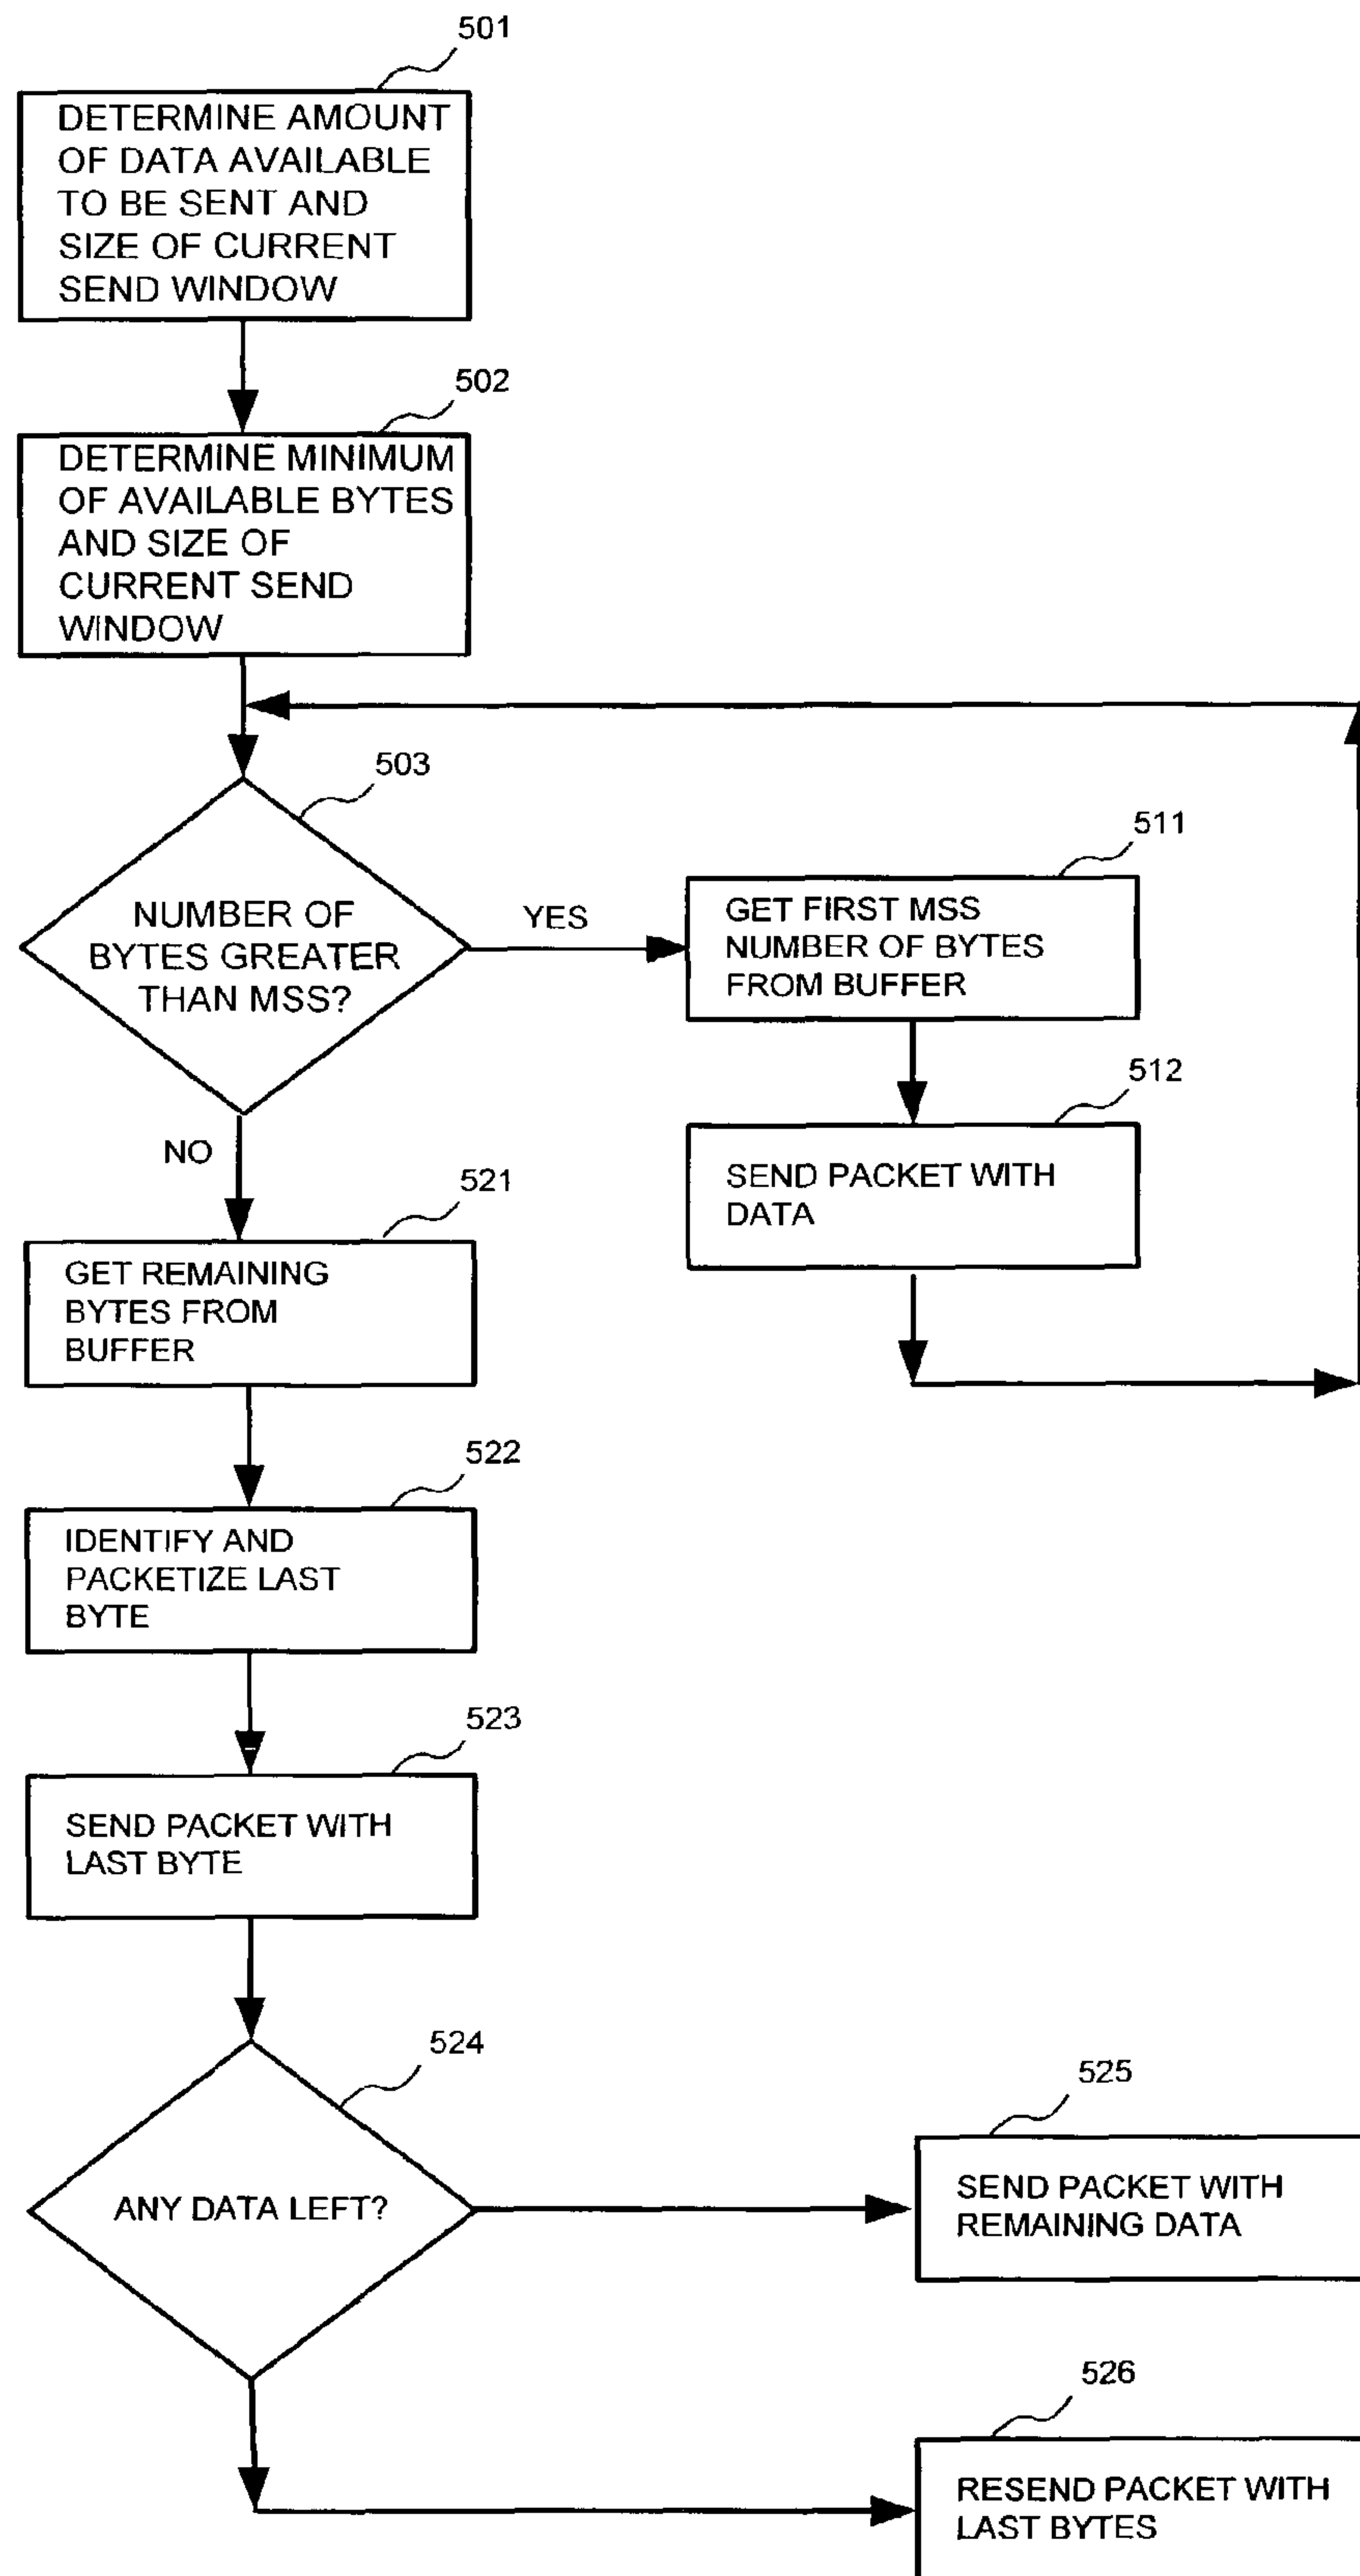 501
DETERMINE AMOUNT
OF DATA AVAILABLE
TO BE SENT AND
SIZE OF CURRENT
SEND WINDOW
502
DETERMINE MINIMUM
OF AVAILABLE BYTES
AND SIZE OF
CURRENT SEND
WINDOW
503
NUMBER OF
BYTES GREATER
THAN MSS?
YES
511
GET FIRST MSS
NUMBER OF BYTES
FROM BUFFER
512
SEND PACKET WITH
DATA
NO
521
GET REMAINING
BYTES FROM
BUFFER
522
IDENTIFY AND
PACKETIZE LAST
BYTE
523
SEND PACKET WITH
LAST BYTE
524
ANY DATA LEFT?
525
SEND PACKET WITH
REMAINING DATA
526
RESEND PACKET WITH
LAST BYTES